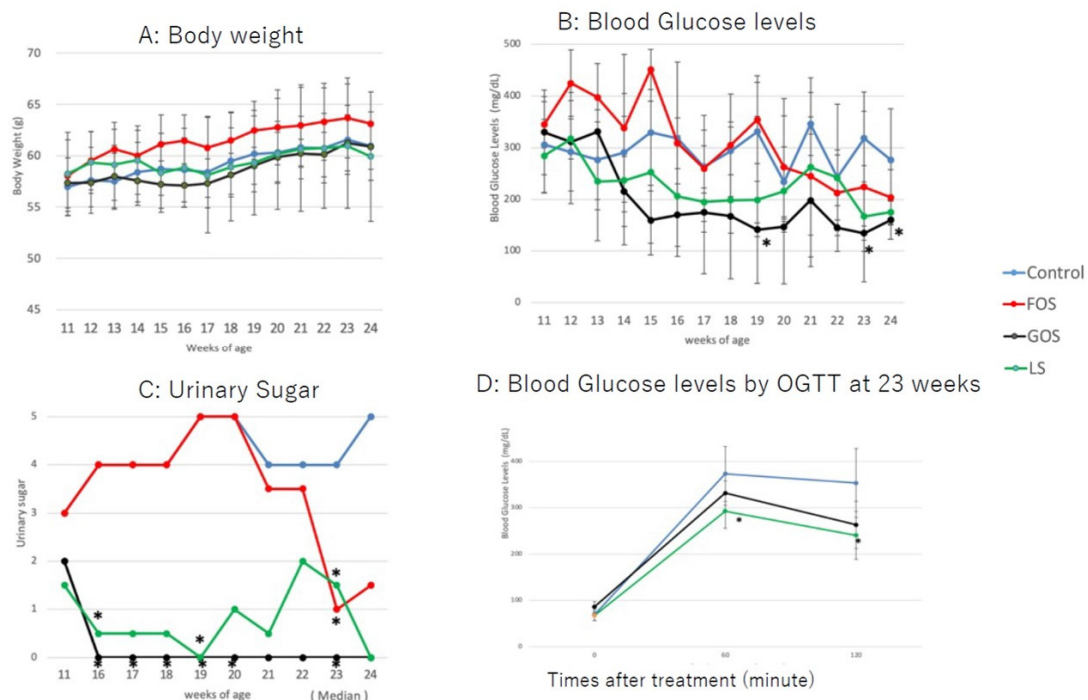 A: Body weight
70
65
60
55
50
45
Body Weight (g)
11 12 13 14 15 16 17 18 19 20 21 22 23 24
Weeks of age
B: Blood Glucose levels
500
400
300
200
100
0
Blood Glucose levels (mg/dL)
11 12 13 14 15 16 17 18 19 20 21 22 23 24
weeks of age
*
*
*
Control
FOS
GOS
LS
C: Urinary Sugar
5
4
3
2
1
0
Urinary sugar
* * *
* * * * * * *
11 16 17 18 19 20 21 22 23 24
weeks of age
( Median )
D: Blood Glucose levels by OGTT at 23 weeks
400
300
200
100
0
Blood Glucose Levels (mg/dL)
*
*
0 60 120
Times after treatment (minute)